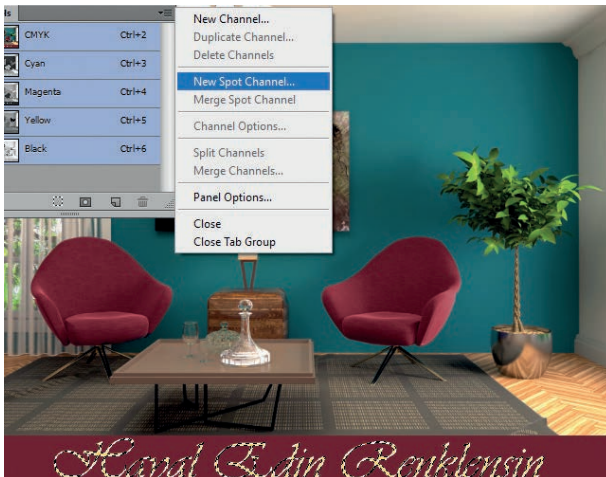 ls
CMYK Ctrl+2
Cyan Ctrl+3
Magenta Ctrl+4
Yellow Ctrl+5
Black Ctrl+6
New Channel...
Duplicate Channel...
Delete Channels
New Spot Channel...
Merge Spot Channel
Channel Options...
Split Channels
Merge Channels...
Panel Options...
Close
Close Tab Group
Hayal Edin Renklensin